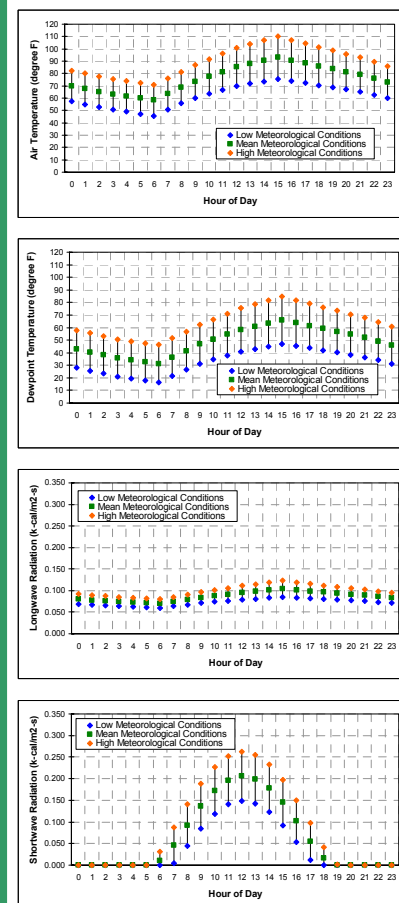 Air Temperature (degree F)
120
110
100
90
80
70
60
50
40
30
20
10
0
Low Meteorological Conditions
Mean Meteorological Conditions
High Meteorological Conditions
0 1 2 3 4 5 6 7 8 9 10 11 12 13 14 15 16 17 18 19 20 21 22 23
Hour of Day
Dewpoint Temperature (degree F)
120
110
100
90
80
70
60
50
40
30
20
10
0
Low Meteorological Conditions
Mean Meteorological Conditions
High Meteorological Conditions
0 1 2 3 4 5 6 7 8 9 10 11 12 13 14 15 16 17 18 19 20 21 22 23
Hour of Day
Longwave Radiation (k-cal/m2-s)
0.350
0.300
0.250
0.200
0.150
0.100
0.050
0.000
Low Meteorological Conditions
Mean Meteorological Conditions
High Meteorological Conditions
0 1 2 3 4 5 6 7 8 9 10 11 12 13 14 15 16 17 18 19 20 21 22 23
Hour of Day
Shortwave Radiation (k-cal/m2-s)
0.350
0.300
0.250
0.200
0.150
0.100
0.050
0.000
Low Meteorological Conditions
Mean Meteorological Conditions
High Meteorological Conditions
0 1 2 3 4 5 6 7 8 9 10 11 12 13 14 15 16 17 18 19 20 21 22 23
Hour of Day